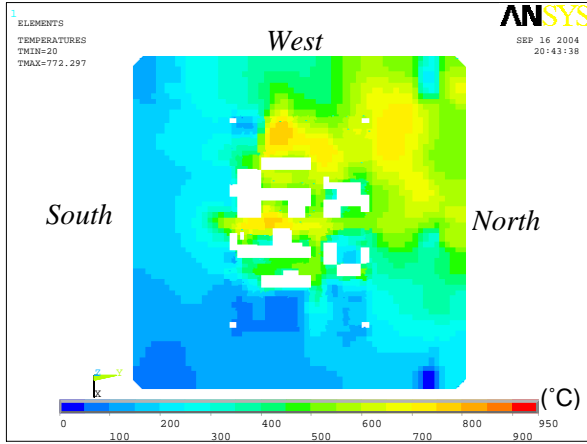 1
ELEMENTS
TEMPERATURES
TMIN=20
TMAX=772.297
ANSYS
SEP 16 2004
20:43:38
West
South
North
Z Y
X
(°C)
0 200 400 600 800 950
100 300 500 700 900